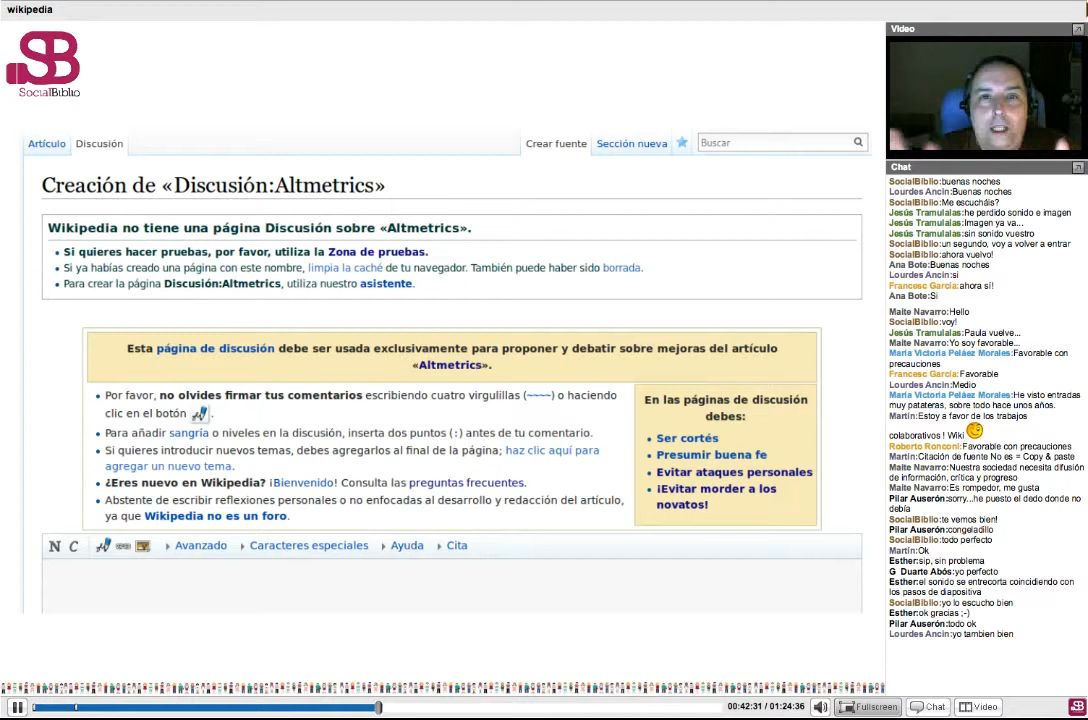 wikipedia
SB
SocialBiblio
Artículo
Discusión
Crear fuente
Sección nueva
Buscar
Creación de «Discusión:Altmetrics»
Wikipedia no tiene una página Discusión sobre «Altmetrics».
• Si quieres hacer pruebas, por favor, utiliza la Zona de pruebas.
• Si ya habías creado una página con este nombre, limpia la caché de tu navegador. También puede haber sido borrada.
• Para crear la página Discusión:Altmetrics, utiliza nuestro asistente.
Esta página de discusión debe ser usada exclusivamente para proponer y debatir sobre mejoras del artículo
«Altmetrics».
• Por favor, no olvides firmar tus comentarios escribiendo cuatro virgulillas (~~~~) o haciendo
clic en el botón .
• Para añadir sangría o niveles en la discusión, inserta dos puntos (:) antes de tu comentario.
• Si quieres introducir nuevos temas, debes agregarlos al final de la página; haz clic aquí para
agregar un nuevo tema.
• ¿Eres nuevo en Wikipedia? ¡Bienvenido! Consulta las preguntas frecuentes.
• Abstente de escribir reflexiones personales o no enfocadas al desarrollo y redacción del artículo,
ya que Wikipedia no es un foro.
En las páginas de discusión
debes:
• Ser cortés
• Presumir buena fe
• Evitar ataques personales
• ¡Evitar morder a los
novatos!
N C
Avanzado
Caracteres especiales
Ayuda
Cita
Video
Chat
SocialBiblio:buenas noches
Lourdes Ancin:Buenas noches
SocialBiblio:Me escucháis?
Jesús Tramulalas:he perdido sonido e imagen
Jesús Tramulalas:Imagen ya va...
Jesús Tramulalas:sin sonido vuestro
SocialBiblio:un segundo, voy a volver a entrar
SocialBiblio:ahora vuelvo!
Ana Bote:Buenas noches
Lourdes Ancin:si
Francesc García:ahora sí!
Ana Bote:Si
Maite Navarro:Hello
SocialBiblio:voy!
Jesús Tramulalas:Paula vuelve...
Maite Navarro:Yo soy favorable...
María Victoria Peláez Morales:Favorable con
precauciones
Francesc García:Favorable
Lourdes Ancin:Medio
María Victoria Peláez Morales:He visto entradas
muy patateras, sobre todo hace unos años.
Martin:Estoy a favor de los trabajos
colaborativos ! Wiki
Roberto Ronconi:Favorable con precauciones
Martin:Citación de fuente No es = Copy & paste
Maite Navarro:Nuestra sociedad necesita difusión
de información, crítica y progreso
Maite Navarro:Es rompedor, me gusta
Pilar Auserón:sorry...he puesto el dedo donde no
debía
SocialBiblio:te vemos bien!
Pilar Auserón:congeladillo
SocialBiblio:todo perfecto
Martín:Ok
Esther:sip, sin problema
G Duarte Abós:yo perfecto
Esther:el sonido se entrecorta coincidiendo con
los pasos de diapositiva
SocialBiblio:yo lo escucho bien
Esther:ok gracias ;-)
Pilar Auserón:todo ok
Lourdes Ancin:yo tambien bien
00:42:31 / 01:24:36
Fullscreen
Chat
Video
SB